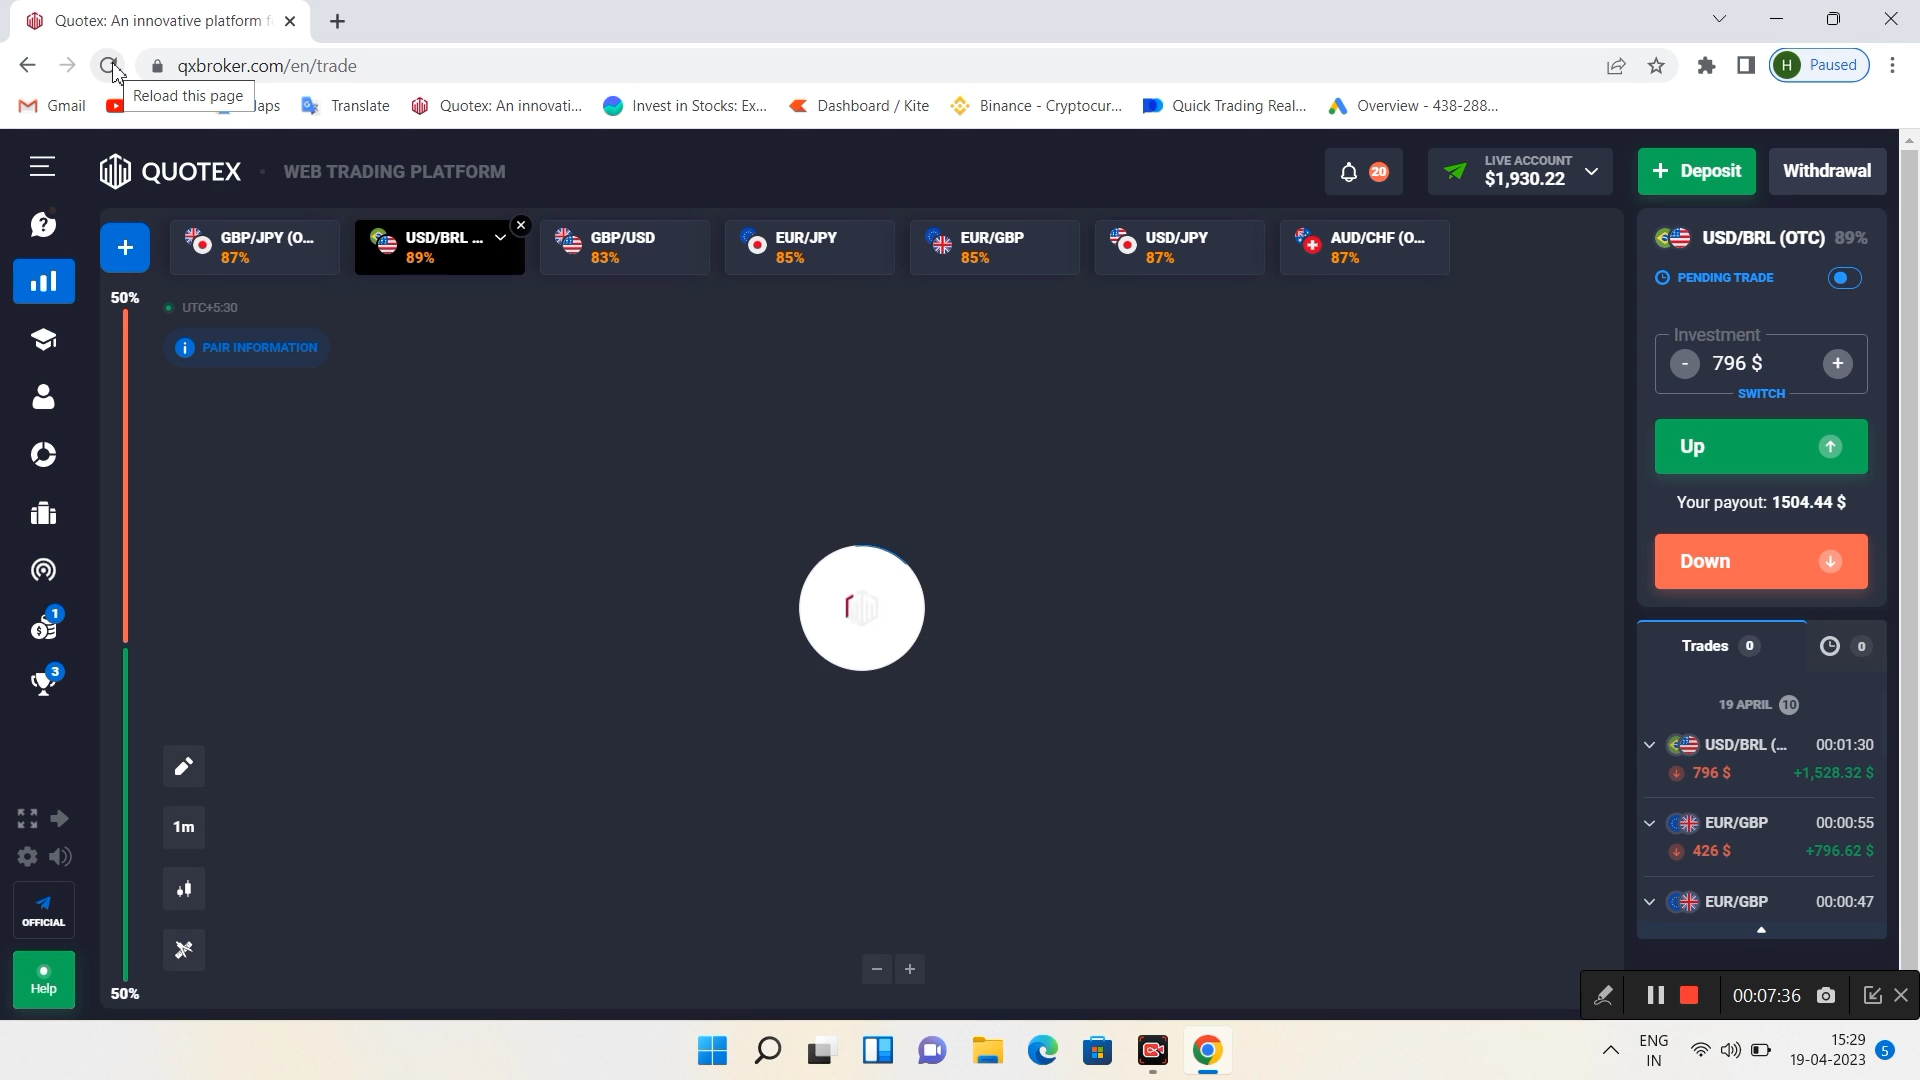 Quotex: An innovative platform f
qxbroker.com/en/trade
Paused
H
Reload this page
Gmail
aps
Translate
Quotex: An innovati...
Invest in Stocks: Ex...
Dashboard / Kite
Binance - Cryptocur...
Quick Trading Real...
Overview - 438-288...
QUOTEX
WEB TRADING PLATFORM
20
LIVE ACCOUNT
$1,930.22
+ Deposit
Withdrawal
GBP/JPY (O...
87%
USD/BRL ...
89%
GBP/USD
83%
EUR/JPY
85%
EUR/GBP
85%
USD/JPY
87%
AUD/CHF (O...
87%
USD/BRL (OTC) 89%
PENDING TRADE
50%
UTC+5:30
PAIR INFORMATION
Investment
- 796 $ +
SWITCH
Up
Your payout: 1504.44 $
Down
Trades 0
0
19 APRIL 10
USD/BRL (... 00:01:30
796 $ +1,528.32 $
EUR/GBP 00:00:55
426 $ +796.62 $
EUR/GBP 00:00:47
1
3
1m
OFFICIAL
Help
50%
00:07:36
ENG
IN
15:29
19-04-2023
5